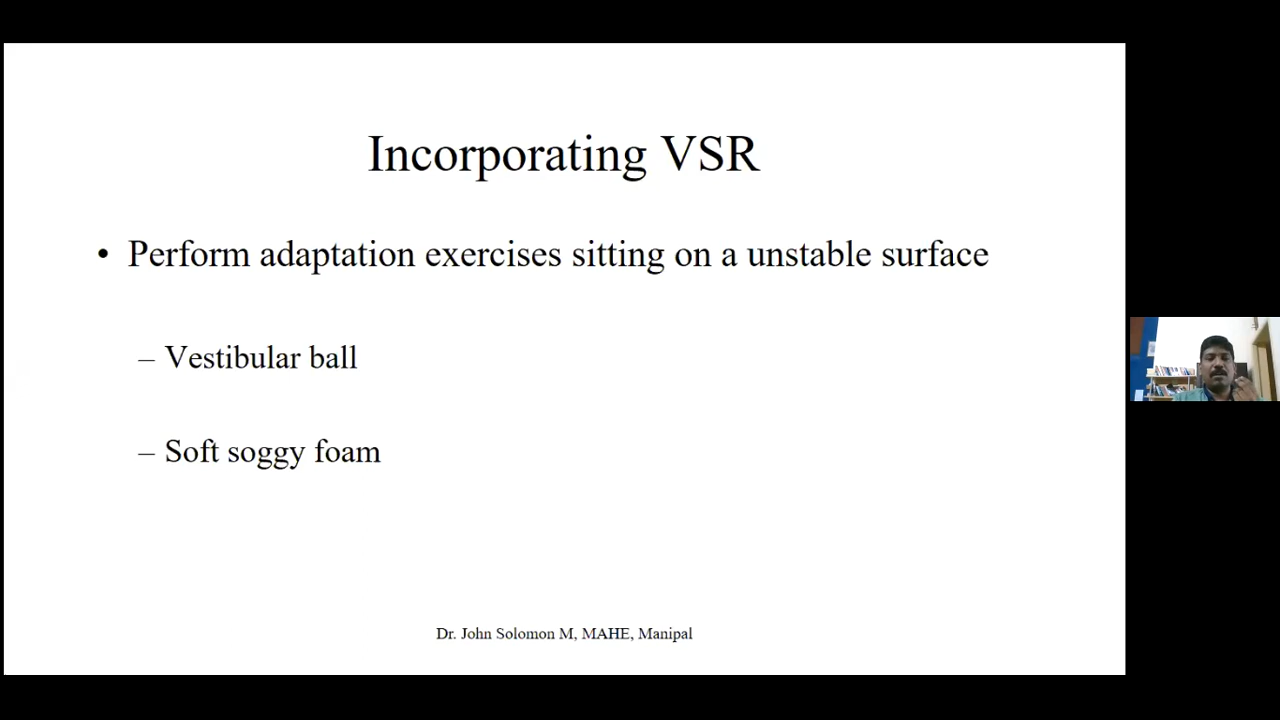 Incorporating VSR
• Perform adaptation exercises sitting on a unstable surface
– Vestibular ball
– Soft soggy foam
Dr. John Solomon M, MAHE, Manipal